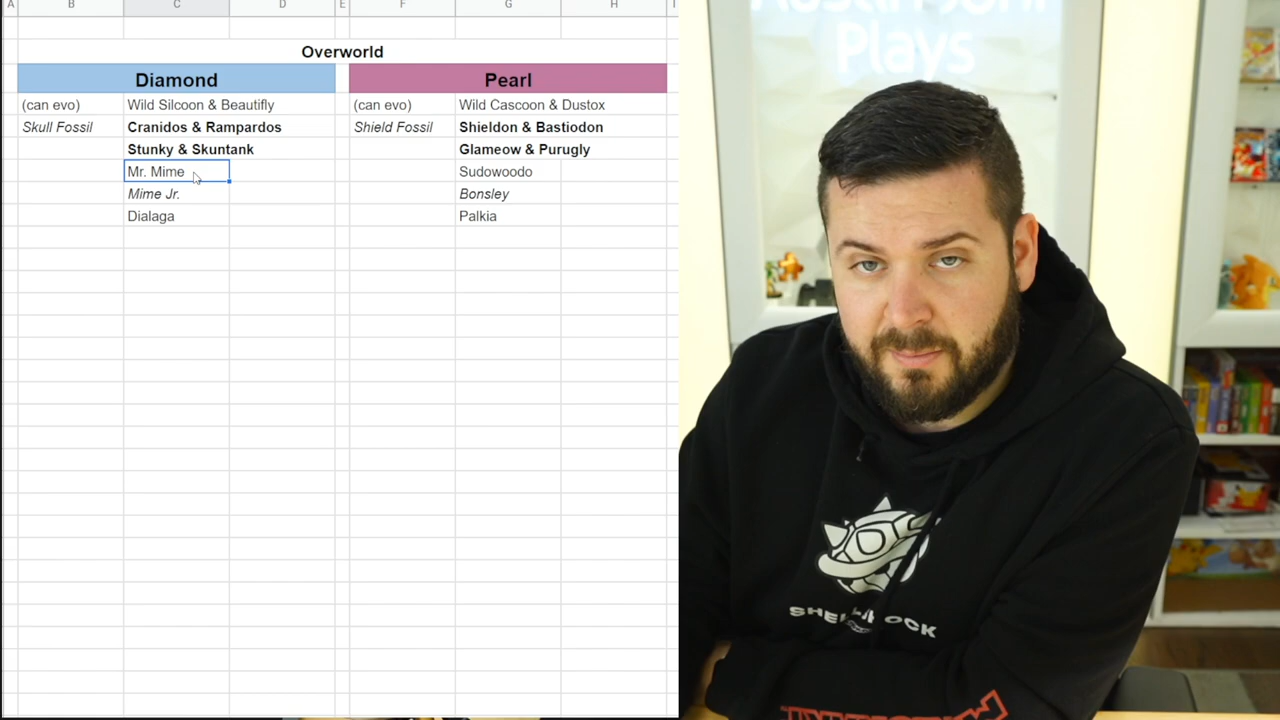 A B C D E F G H I
Overworld
Diamond Pearl
(can evo) Wild Silcoon & Beautifly (can evo) Wild Cascoon & Dustox
Skull Fossil Cranidos & Rampardos Shield Fossil Shieldon & Bastiodon
Stunky & Skuntank Glameow & Purugly
Mr. Mime Sudowoodo
Mime Jr. Bonsley
Dialaga Palkia
Plays